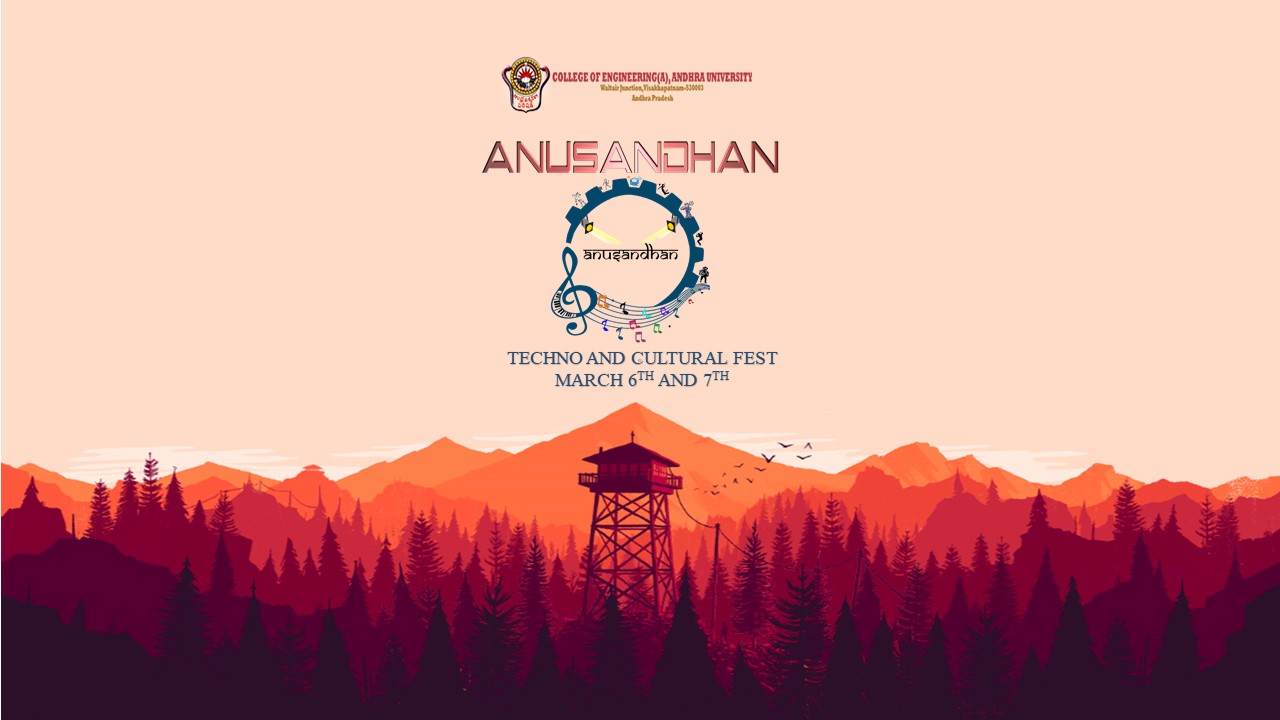 COLLEGE OF ENGINEERING(A), ANDHRA UNIVERSITY
Waltair Junction,Visakhapatnam-530003
Andhra Pradesh
ANUSANDHAN
anusandhan
TECHNO AND CULTURAL FEST
MARCH 6TH AND 7TH